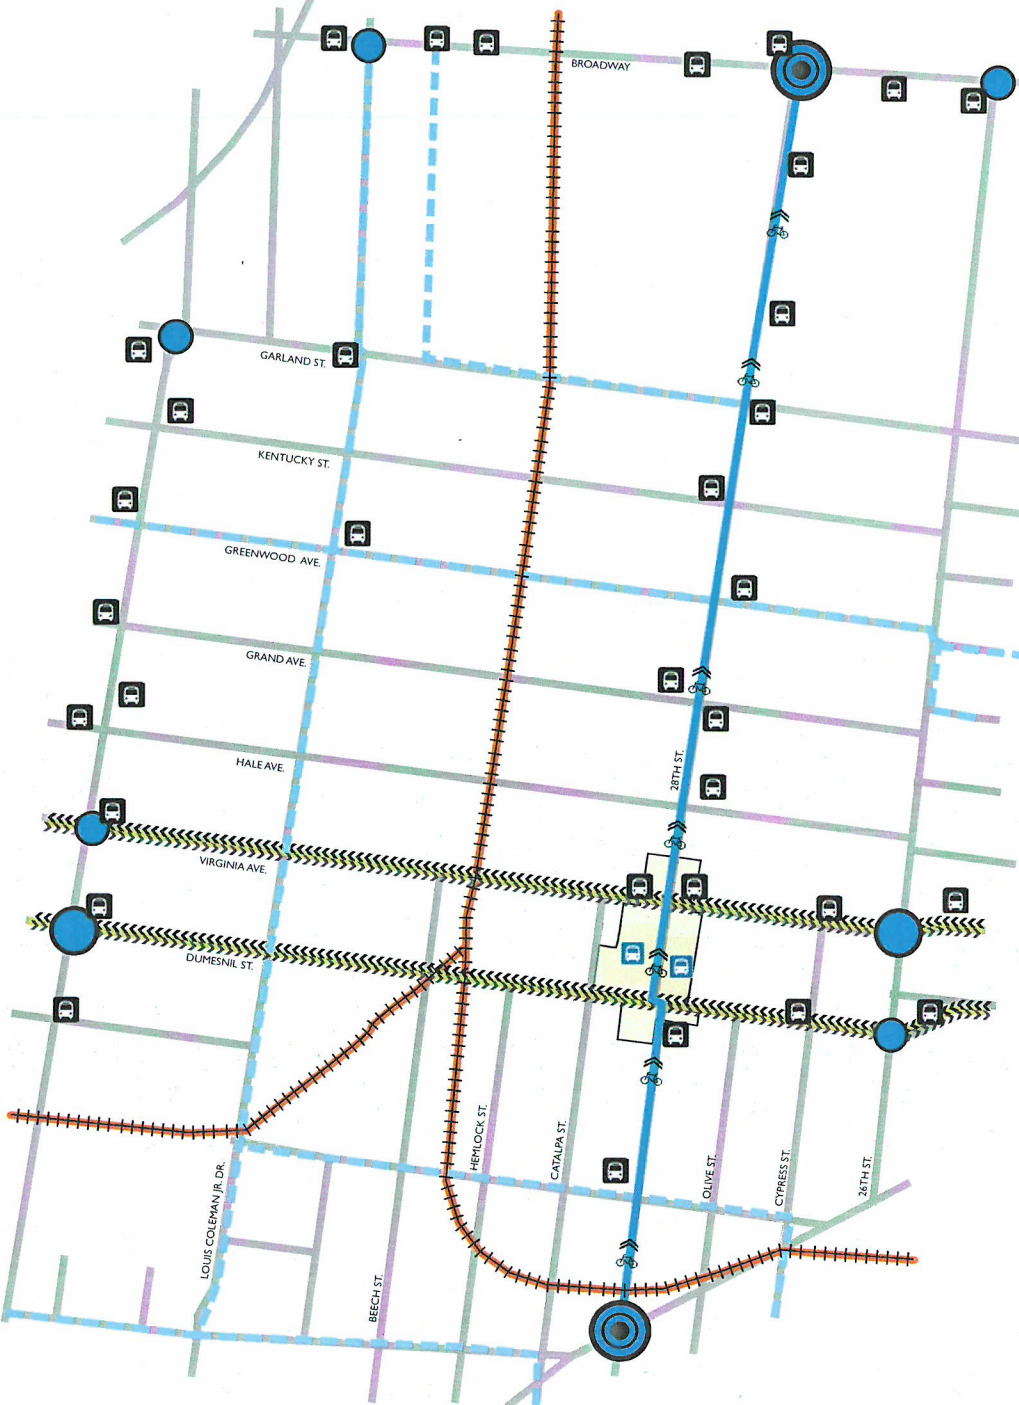 BROADWAY
GARLAND ST.
KENTUCKY ST.
GREENWOOD AVE.
GRAND AVE.
HALE AVE.
28TH ST.
VIRGINIA AVE.
DUMESNIL ST.
LOUIS COLEMAN JR. DR.
BEECH ST.
HEMLOCK ST.
CATALPA ST.
OLIVE ST.
CYPRESS ST.
26TH ST.